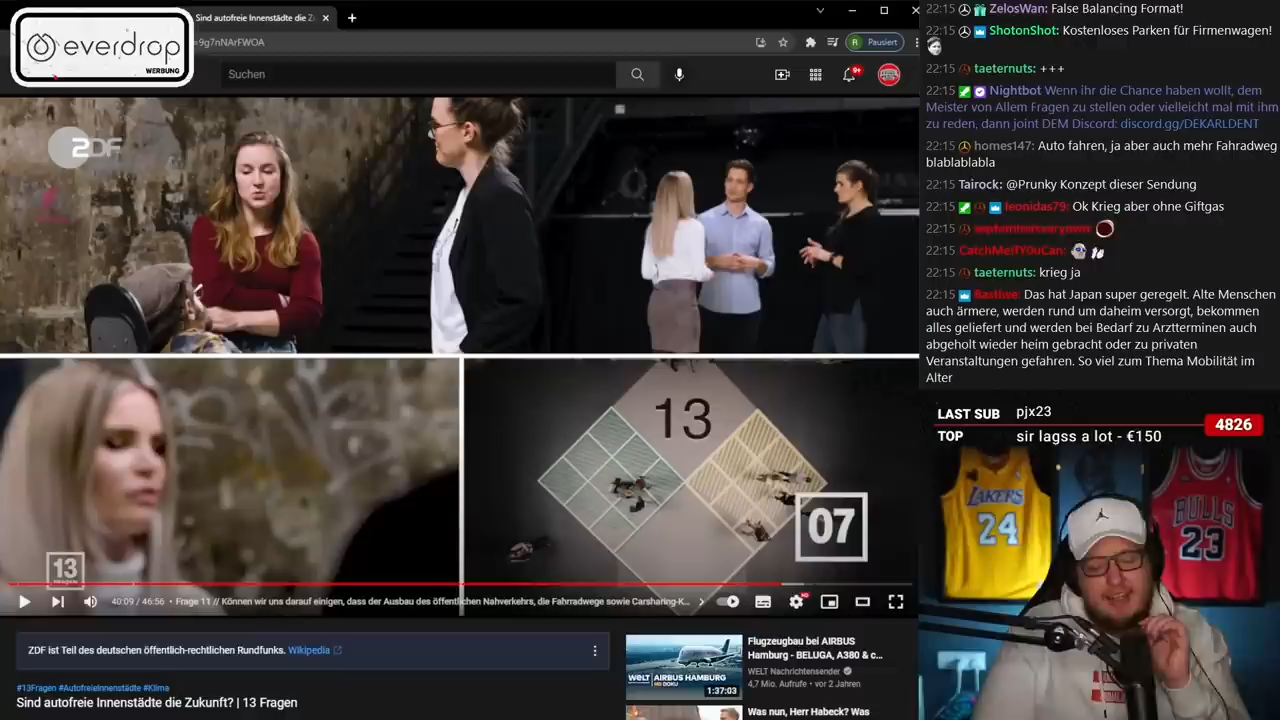 everdrop
WERBUNG
Sind autofreie Innenstädte die Z
=9g7nNArFWOA
R Pausiert
Suchen
9+
ZDF
13
07
13
Fragen
40:09 / 46:56 • Frage 11 // Können wir uns darauf einigen, dass der Ausbau des öffentlichen Nahverkehrs, die Fahrradwege sowie Carsharing-K...
ZDF ist Teil des deutschen öffentlich-rechtlichen Rundfunks. Wikipedia
#13Fragen #AutofreieInnenstädte #Klima
Sind autofreie Innenstädte die Zukunft? | 13 Fragen
WELT AIRBUS HAMBURG
HD DOKU
1:37:03
Flugzeugbau bei AIRBUS
Hamburg - BELUGA, A380 & c...
WELT Nachrichtensender
4,7 Mio. Aufrufe • vor 2 Jahren
Was nun, Herr Habeck? Was
22:15 ZelosWan: False Balancing Format!
22:15 ShotonShot: Kostenloses Parken für Firmenwagen!
22:15 taeternuts: +++
22:15 Nightbot Wenn ihr die Chance haben wollt, dem
Meister von Allem Fragen zu stellen oder vielleicht mal mit ihm
zu reden, dann joint DEM Discord: discord.gg/DEKARLDENT
22:15 homes147: Auto fahren, ja aber auch mehr Fahradweg
blablablabla
22:15 Tairock: @Prunky Konzept dieser Sendung
22:15 leonidas79: Ok Krieg aber ohne Giftgas
22:15
22:15 CatchMeIfY0uCan:
22:15 taeternuts: krieg ja
22:15 Bastiwe: Das hat Japan super geregelt. Alte Menschen
auch ärmere, werden rund um daheim versorgt, bekommen
alles geliefert und werden bei Bedarf zu Arztterminen auch
abgeholt wieder heim gebracht oder zu privaten
Veranstaltungen gefahren. So viel zum Thema Mobilität im
Alter
LAST SUB pjx23
4826
TOP sir lagss a lot - €150
LAKERS
24
BULLS
23